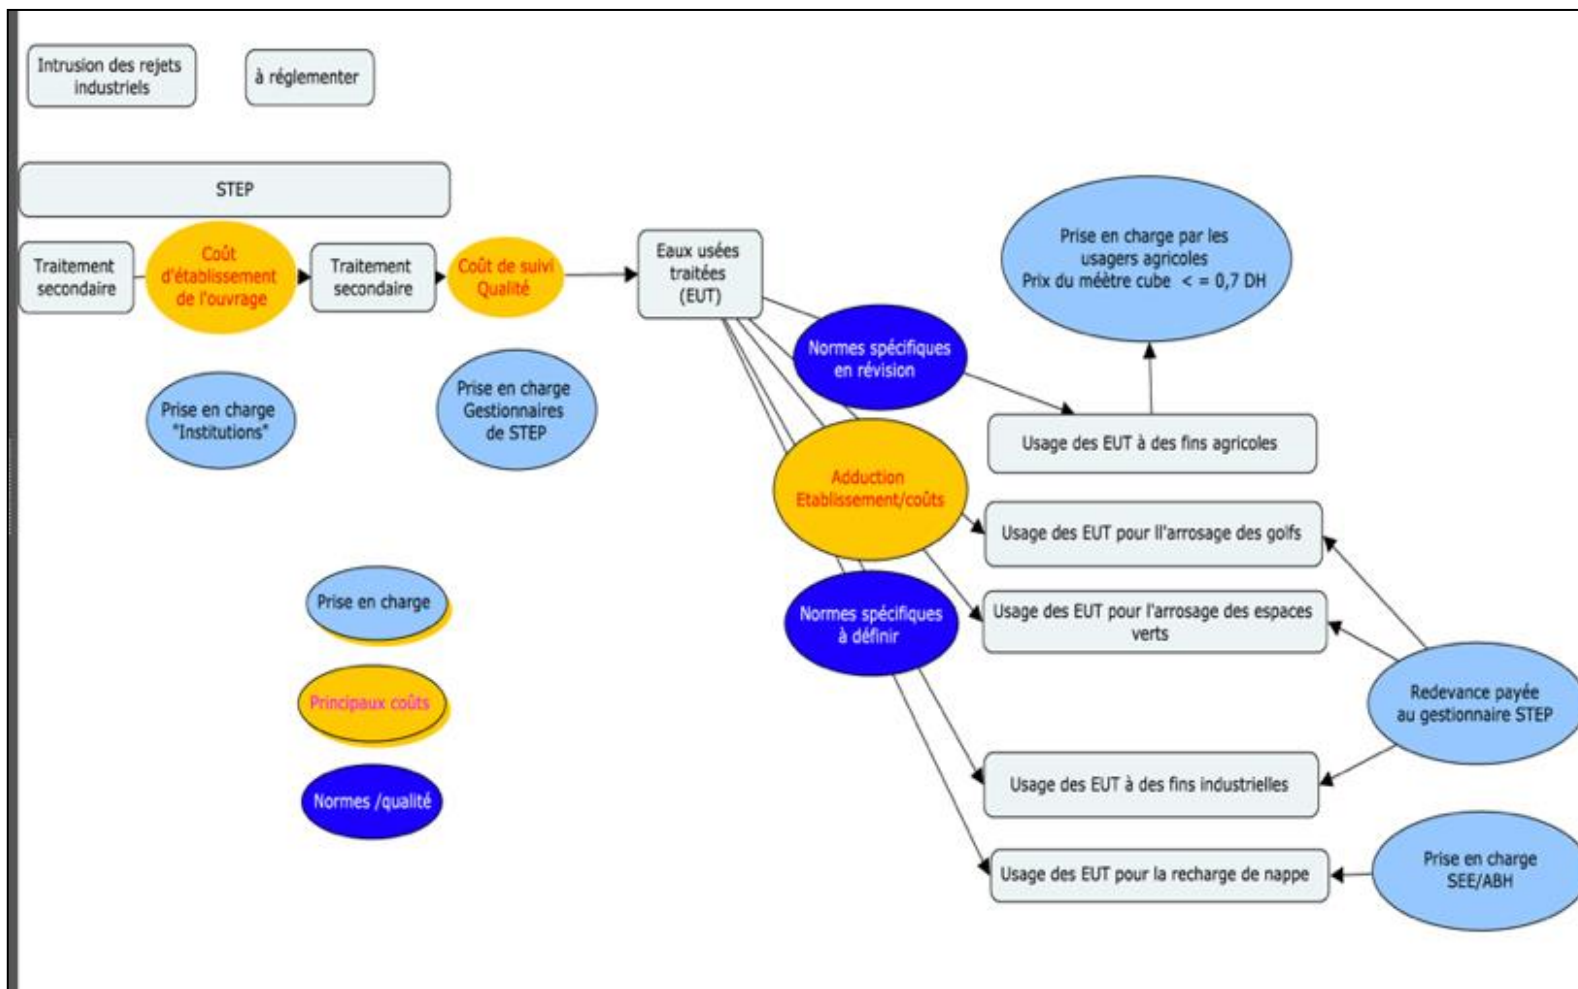 Intrusion des rejets
industriels
à réglementer
STEP
Traitement
secondaire
Coût
d'établissement
de l'ouvrage
Traitement
secondaire
Coût de suivi
Qualité
Eaux usées
traitées
(EUT)
Prise en charge par les
usagers agricoles
Prix du méètre cube < = 0,7 DH
Normes spécifiques
en révision
Prise en charge
"Institutions"
Prise en charge
Gestionnaires
de STEP
Usage des EUT à des fins agricoles
Adduction
Etablissement/coûts
Usage des EUT pour ll'arrosage des golfs
Prise en charge
Normes spécifiques
à définir
Usage des EUT pour l'arrosage des espaces
verts
Principaux coûts
Redevance payée
au gestionnaire STEP
Normes /qualité
Usage des EUT à des fins industrielles
Usage des EUT pour la recharge de nappe
Prise en charge
SEE/ABH